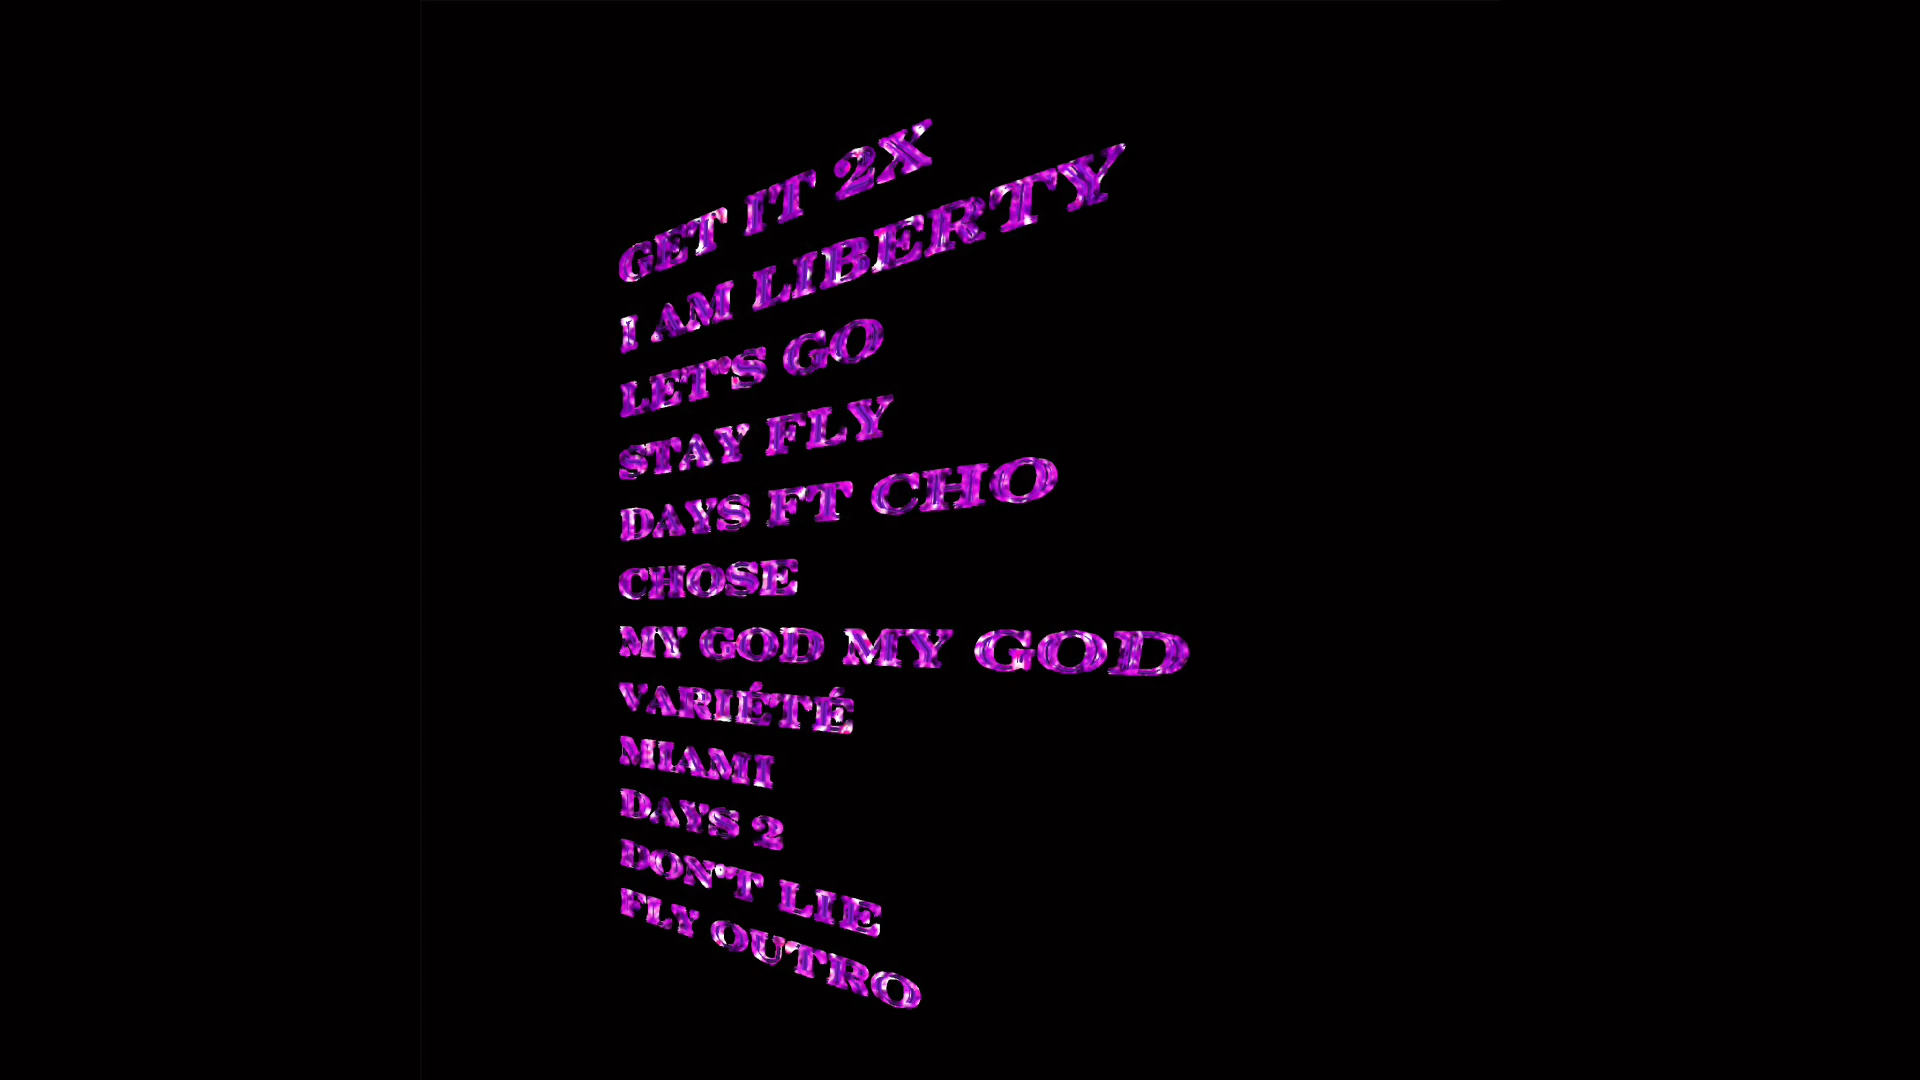 GET IT 2X
I AM LIBERTY
LET'S GO
STAY FLY
DAYS FT CHO
CHOSE
MY GOD MY GOD
VARIÉTÉ
MIAMI
DAYS 2
DON'T LIE
FLY OUTRO